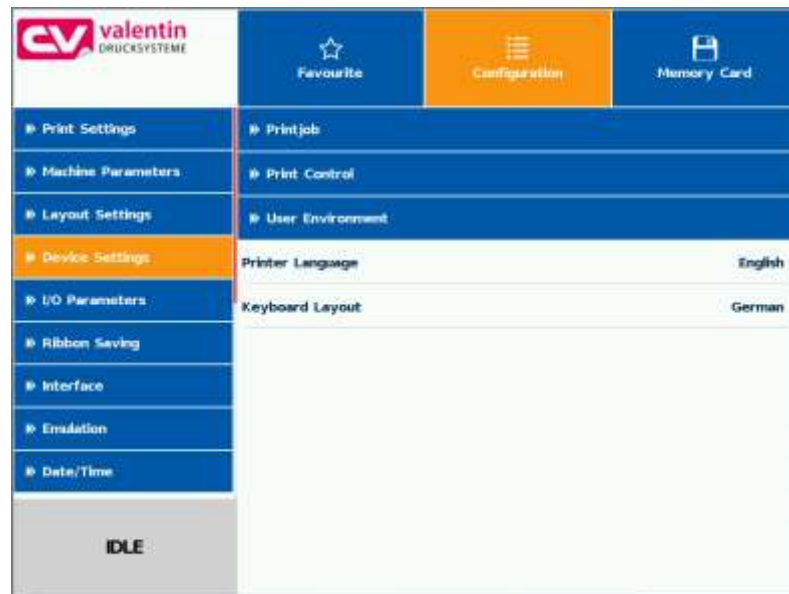 CV valentin
DRUCKSYSTEME
Favourite
Configuration
Memory Card
Print Settings
Machine Parameters
Layout Settings
Device Settings
I/O Parameters
Ribbon Saving
Interface
Emulation
Date/Time
IDLE
Printjob
Print Control
User Environment
Printer Language English
Keyboard Layout German